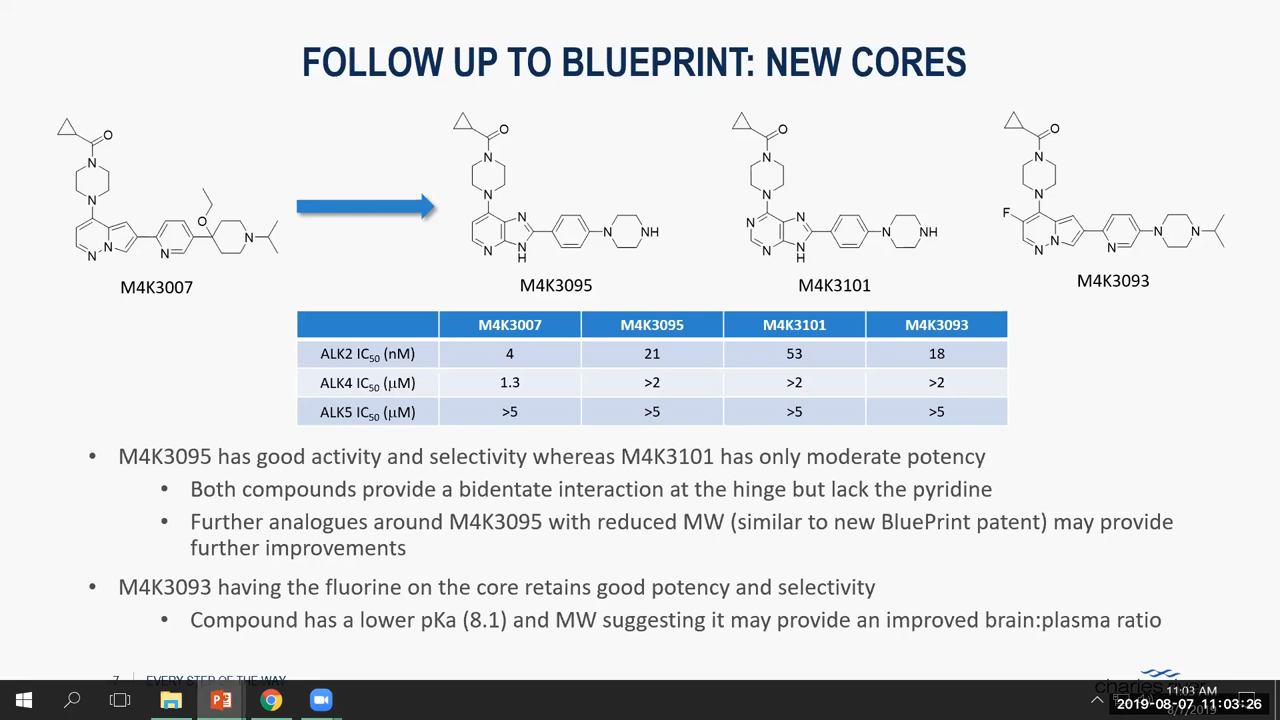 FOLLOW UP TO BLUEPRINT: NEW CORES
M4K3007
M4K3095
M4K3101
M4K3093
M4K3007 M4K3095 M4K3101 M4K3093
ALK2 IC50 (nM) 4 21 53 18
ALK4 IC50 (μM) 1.3 >2 >2 >2
ALK5 IC50 (μM) >5 >5 >5 >5
• M4K3095 has good activity and selectivity whereas M4K3101 has only moderate potency
• Both compounds provide a bidentate interaction at the hinge but lack the pyridine
• Further analogues around M4K3095 with reduced MW (similar to new BluePrint patent) may provide
further improvements
• M4K3093 having the fluorine on the core retains good potency and selectivity
• Compound has a lower pKa (8.1) and MW suggesting it may provide an improved brain:plasma ratio
7 EVERY STEP OF THE WAY
charles river
11:03 AM
2019-08-07 11:03:26